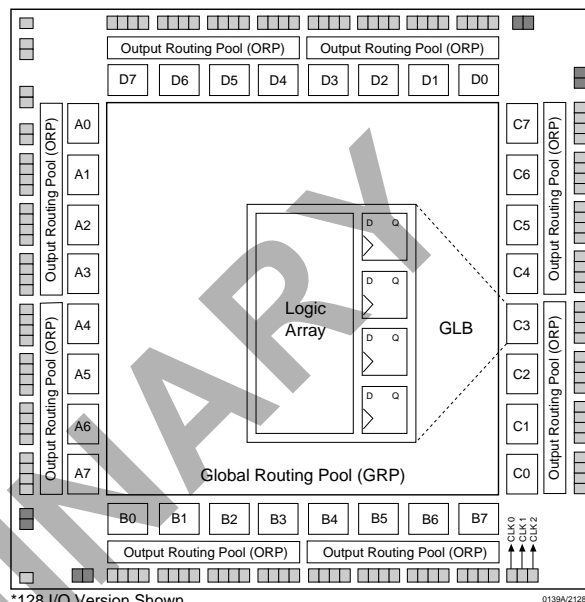 Output Routing Pool (ORP) Output Routing Pool (ORP)
D7 D6 D5 D4 D3 D2 D1 D0
Output Routing Pool (ORP)
Output Routing Pool (ORP)
A0
A1
A2
A3
A4
A5
A6
A7
D Q
D Q
D Q
D Q
Logic
Array
GLB
Global Routing Pool (GRP)
C7
C6
C5
C4
C3
C2
C1
C0
Output Routing Pool (ORP)
Output Routing Pool (ORP)
B0 B1 B2 B3 B4 B5 B6 B7
CLK 0
CLK 1
CLK 2
Output Routing Pool (ORP) Output Routing Pool (ORP)
*128 I/O Version Shown
0139A/2128